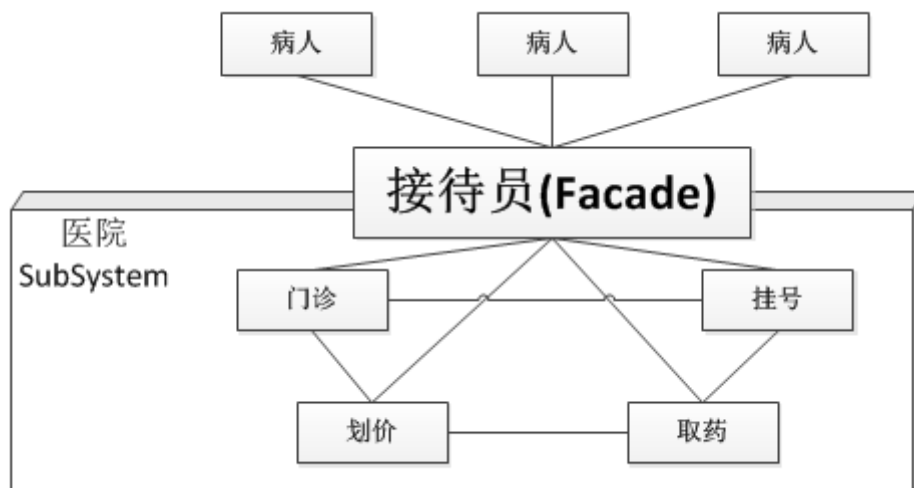 病人
病人
病人
接待员(Facade)
医院
SubSystem
门诊
挂号
划价
取药